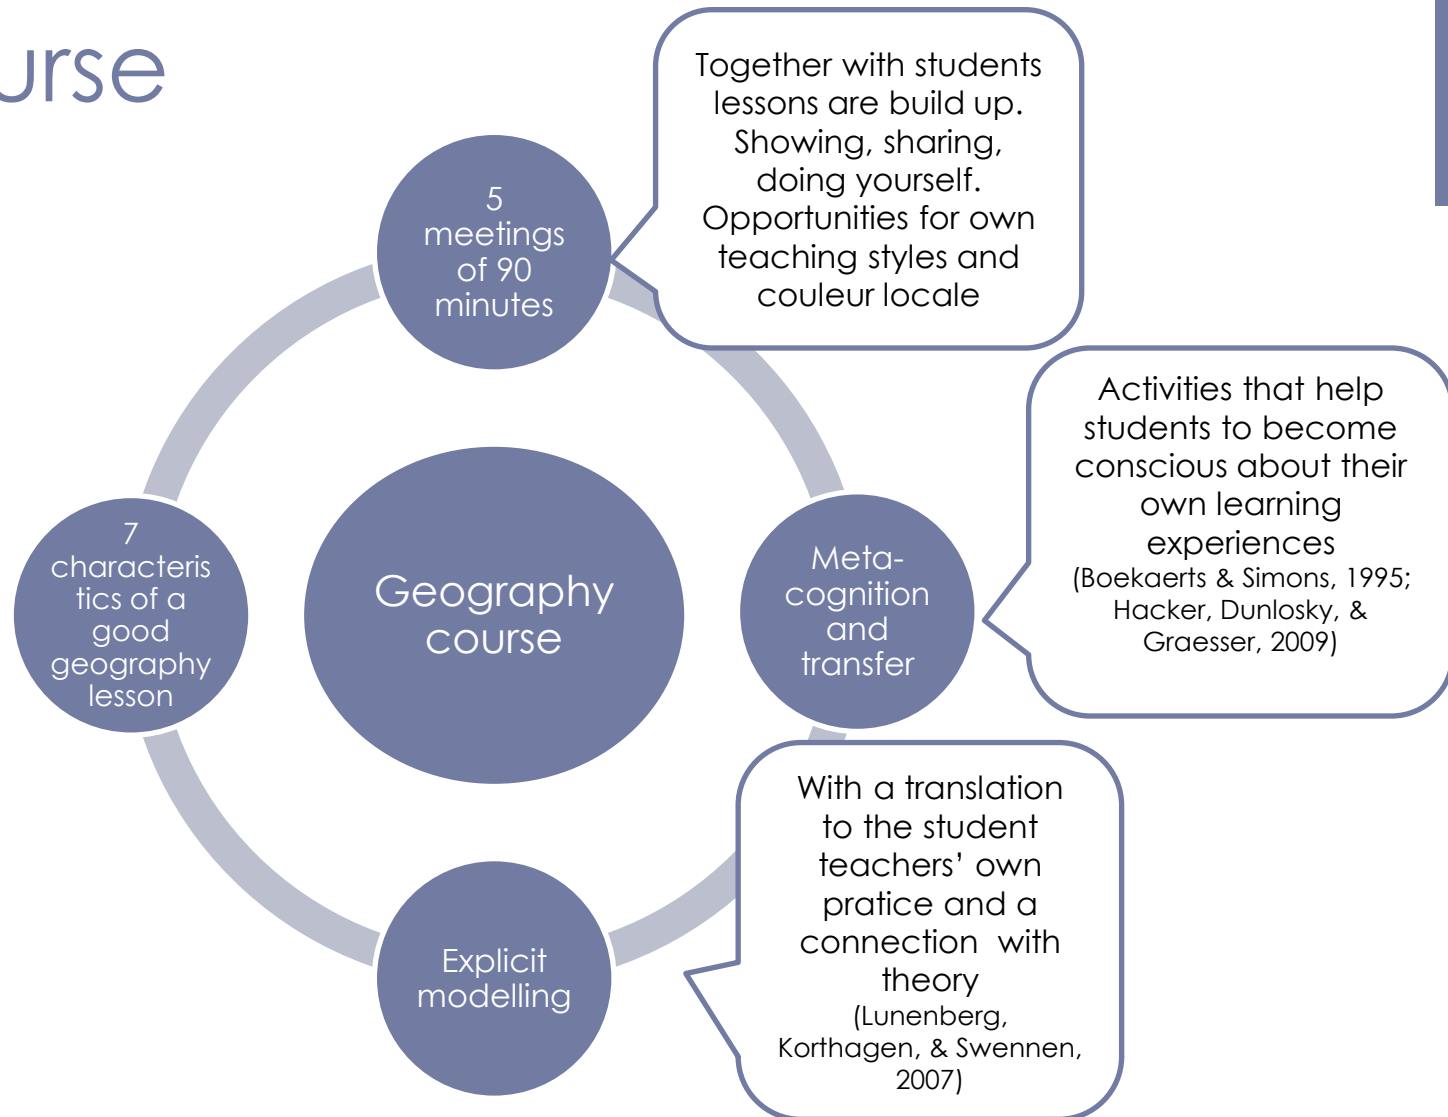 urse
5
meetings
of 90
minutes
Together with students
lessons are build up.
Showing, sharing,
doing yourself.
Opportunities for own
teaching styles and
couleur locale
Activities that help
students to become
conscious about their
own learning
experiences
(Boekaerts & Simons, 1995;
Hacker, Dunlosky, &
Graesser, 2009)
Meta-
cognition
and
transfer
7
characteris
tics of a
good
geography
lesson
Geography
course
With a translation
to the student
teachers’ own
pratice and a
connection  with
theory
(Lunenberg,
Korthagen, & Swennen,
2007)
Explicit
modelling